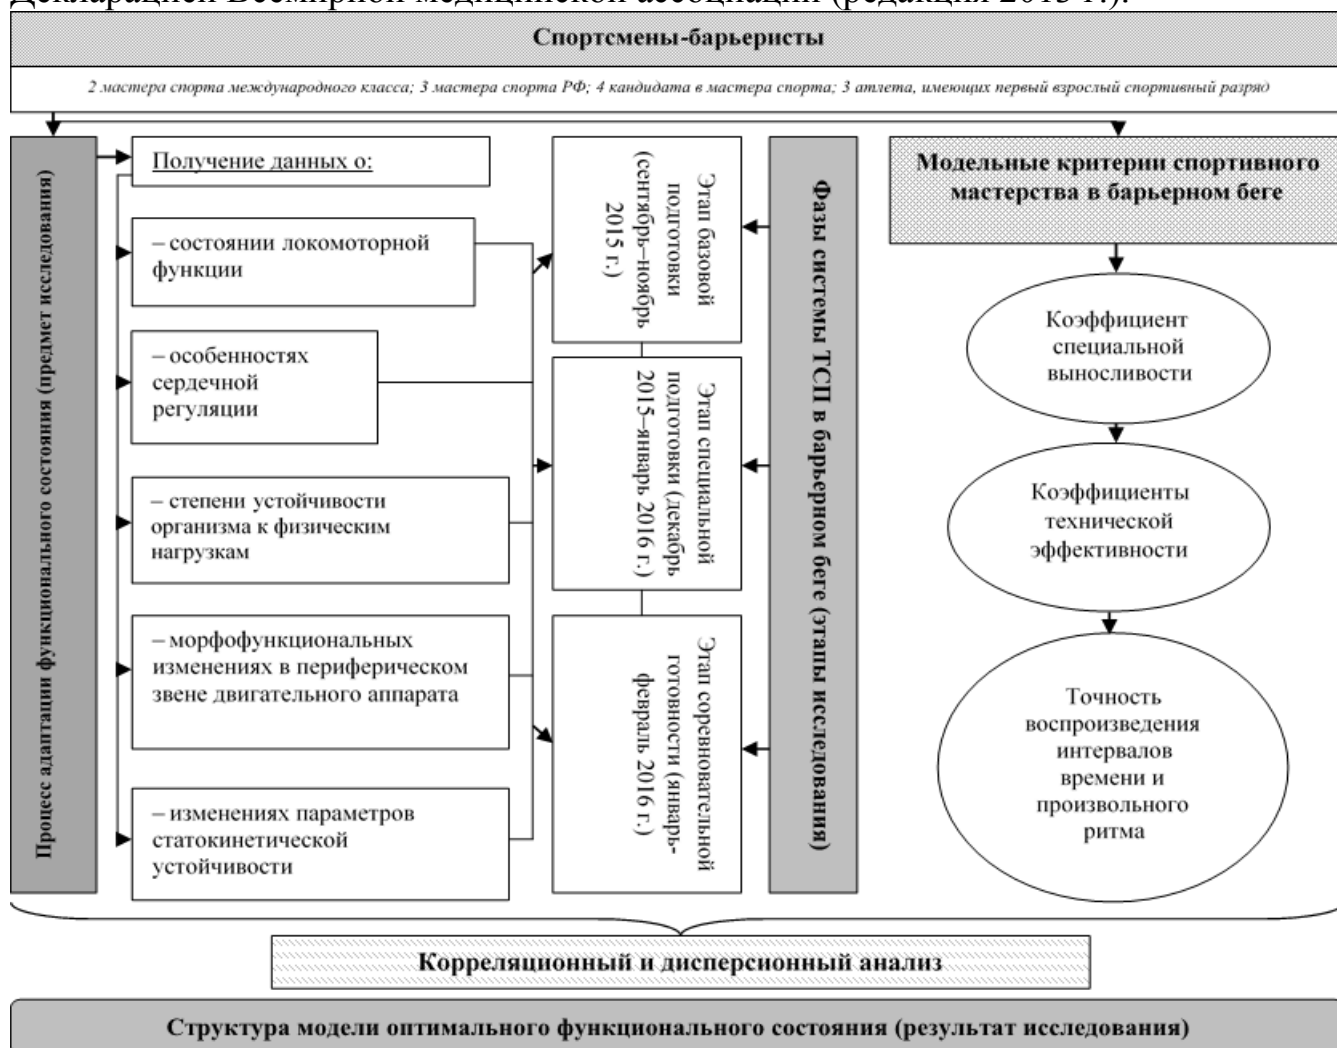 Декларацией Всемирной медицинской ассоциации (редакция 2013 г.).
Спортсмены-барьеристы
2 мастера спорта международного класса; 3 мастера спорта РФ; 4 кандидата в мастера спорта; 3 атлета, имеющих первый взрослый спортивный разряд
Процесс адаптации функционального состояния (предмет исследования)
Получение данных о:
– состоянии локомоторной
функции
– особенностях
сердечной
регуляции
– степени устойчивости
организма к физическим
нагрузкам
– морфофункциональных
изменениях в периферическом
звене двигательного аппарата
– изменениях параметров
статокинетической
устойчивости
Этап базовой
подготовки
(сентябрь–ноябрь
2015 г.)
Этап специальной
подготовки (декабрь
2015–январь 2016 г.)
Этап соревновательной
готовности (январь-
февраль 2016 г.)
Фазы системы ТСП в барьерном беге (этапы исследования)
Модельные критерии спортивного
мастерства в барьерном беге
Коэффициент
специальной
выносливости
Коэффициенты
технической
эффективности
Точность
воспроизведения
интервалов
времени и
произвольного
ритма
Корреляционный и дисперсионный анализ
Структура модели оптимального функционального состояния (результат исследования)